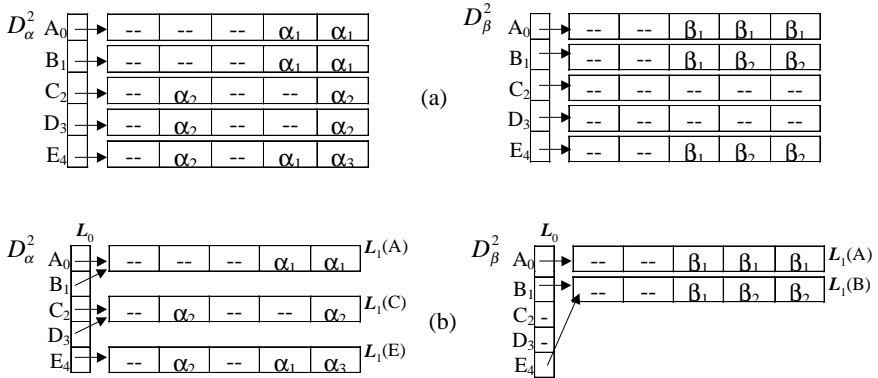 D²α A₀ -- -- -- α₁ α₁
B₁ -- -- -- α₁ α₁
C₂ -- α₂ -- -- α₂
D₃ -- α₂ -- -- α₂
E₄ -- α₂ -- α₁ α₃
(a)
D²β A₀ -- -- β₁ β₁ β₁
B₁ -- -- β₁ β₂ β₂
C₂ -- -- -- -- --
D₃ -- -- -- -- --
E₄ -- -- β₁ β₂ β₂
L₀
D²α A₀ -- -- -- α₁ α₁ L₁(A)
B₁
C₂ -- α₂ -- -- α₂ L₁(C)
D₃
E₄ -- α₂ -- α₁ α₃ L₁(E)
(b)
L₀
D²β A₀ -- -- β₁ β₁ β₁ L₁(A)
B₁ -- -- β₁ β₂ β₂ L₁(B)
C₂ -
D₃ -
E₄